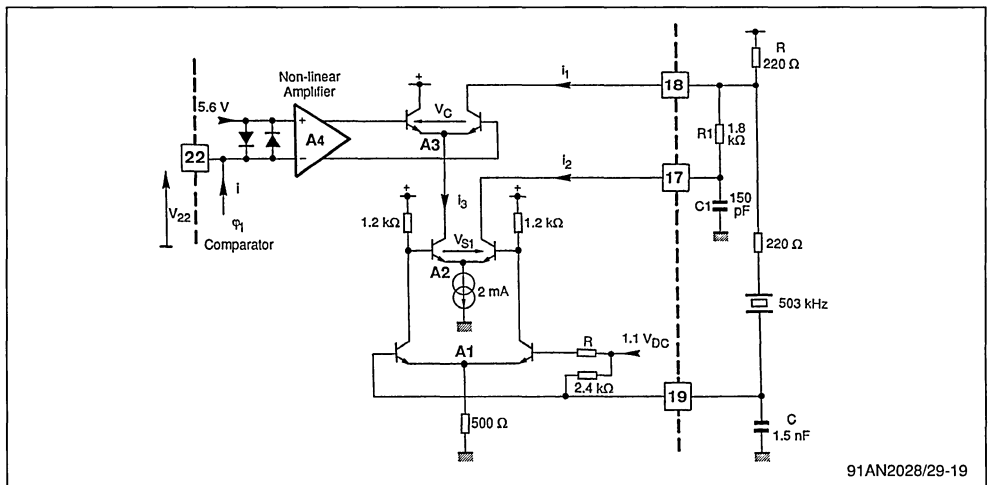 Non-linear
Amplifier
5.6 V
A4
+
−
22
V22
i
φI
Comparator
+
VC
A3
i1
18
R
220 Ω
R1
1.8
kΩ
i2
17
C1
150
pF
i3
+
1.2 kΩ
+
1.2 kΩ
VS1
A2
2 mA
220 Ω
503 kHz
A1
R
1.1 VDC
2.4 kΩ
19
500 Ω
C
1.5 nF
91AN2028/29-19